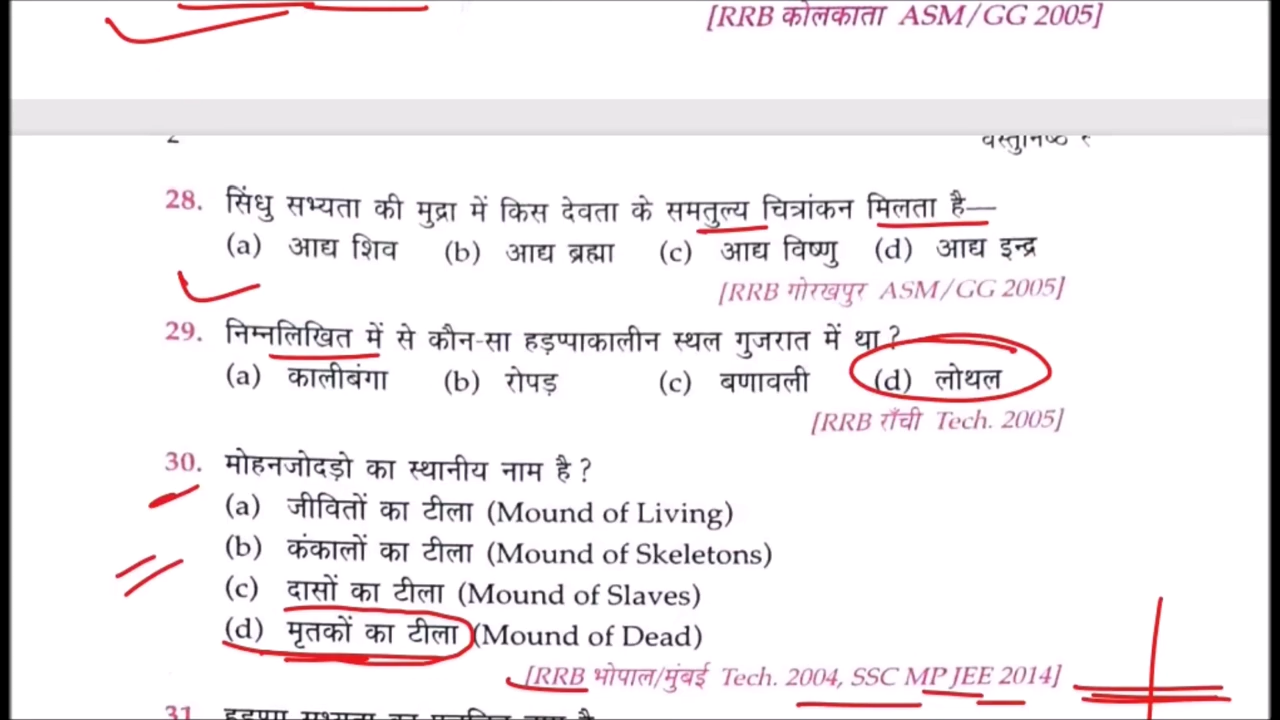 [RRB कोलकाता ASM/GG 2005]
2
28. सिंधु सभ्यता की मुद्रा में किस देवता के समतुल्य चित्रांकन मिलता है—
(a) आद्य शिव (b) आद्य ब्रह्मा (c) आद्य विष्णु (d) आद्य इन्द्र
[RRB गोरखपुर ASM/GG 2005]
29. निम्नलिखित में से कौन-सा हड़प्पाकालीन स्थल गुजरात में था ?
(a) कालीबंगा (b) रोपड़ (c) बणावली (d) लोथल
[RRB राँची Tech. 2005]
30. मोहनजोदड़ो का स्थानीय नाम है ?
(a) जीवितों का टीला (Mound of Living)
(b) कंकालों का टीला (Mound of Skeletons)
(c) दासों का टीला (Mound of Slaves)
(d) मृतकों का टीला (Mound of Dead)
[RRB भोपाल/मुंबई Tech. 2004, SSC MP JEE 2014]
31.